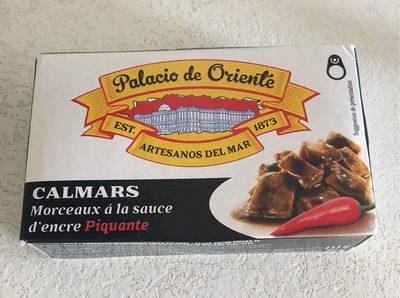 Palacio de Oriente
EST. 1873
ARTESANOS DEL MAR
Suggestion de présentation
CALMARS
Morceaux á la sauce
d'encre Piquante